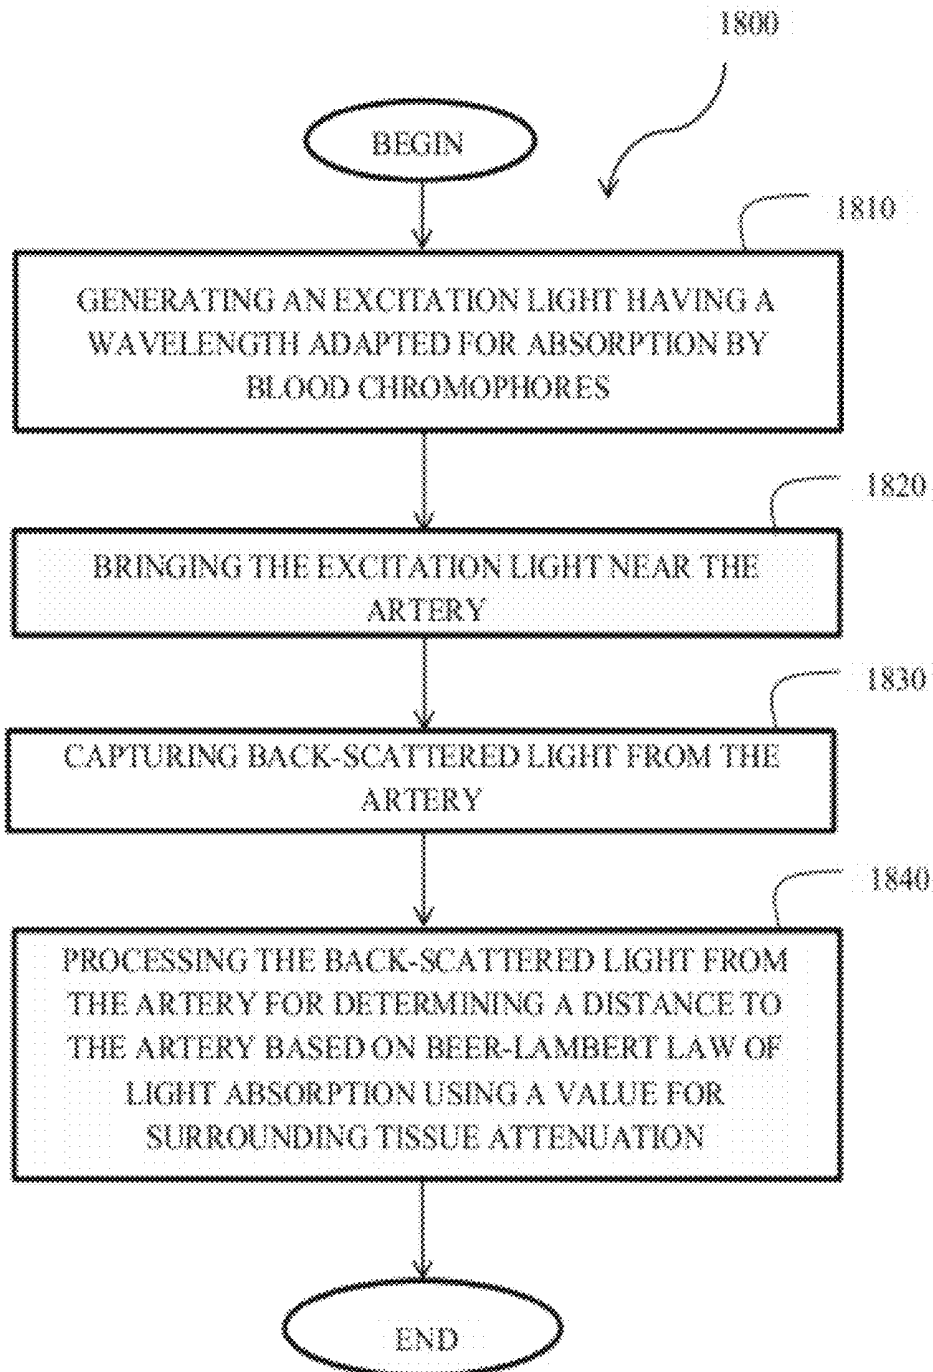 1800
BEGIN
1810
GENERATING AN EXCITATION LIGHT HAVING A
WAVELENGTH ADAPTED FOR ABSORPTION BY
BLOOD CHROMOPHORES
1820
BRINGING THE EXCITATION LIGHT NEAR THE
ARTERY
1830
CAPTURING BACK-SCATTERED LIGHT FROM THE
ARTERY
1840
PROCESSING THE BACK-SCATTERED LIGHT FROM
THE ARTERY FOR DETERMINING A DISTANCE TO
THE ARTERY BASED ON BEER-LAMBERT LAW OF
LIGHT ABSORPTION USING A VALUE FOR
SURROUNDING TISSUE ATTENUATION
END